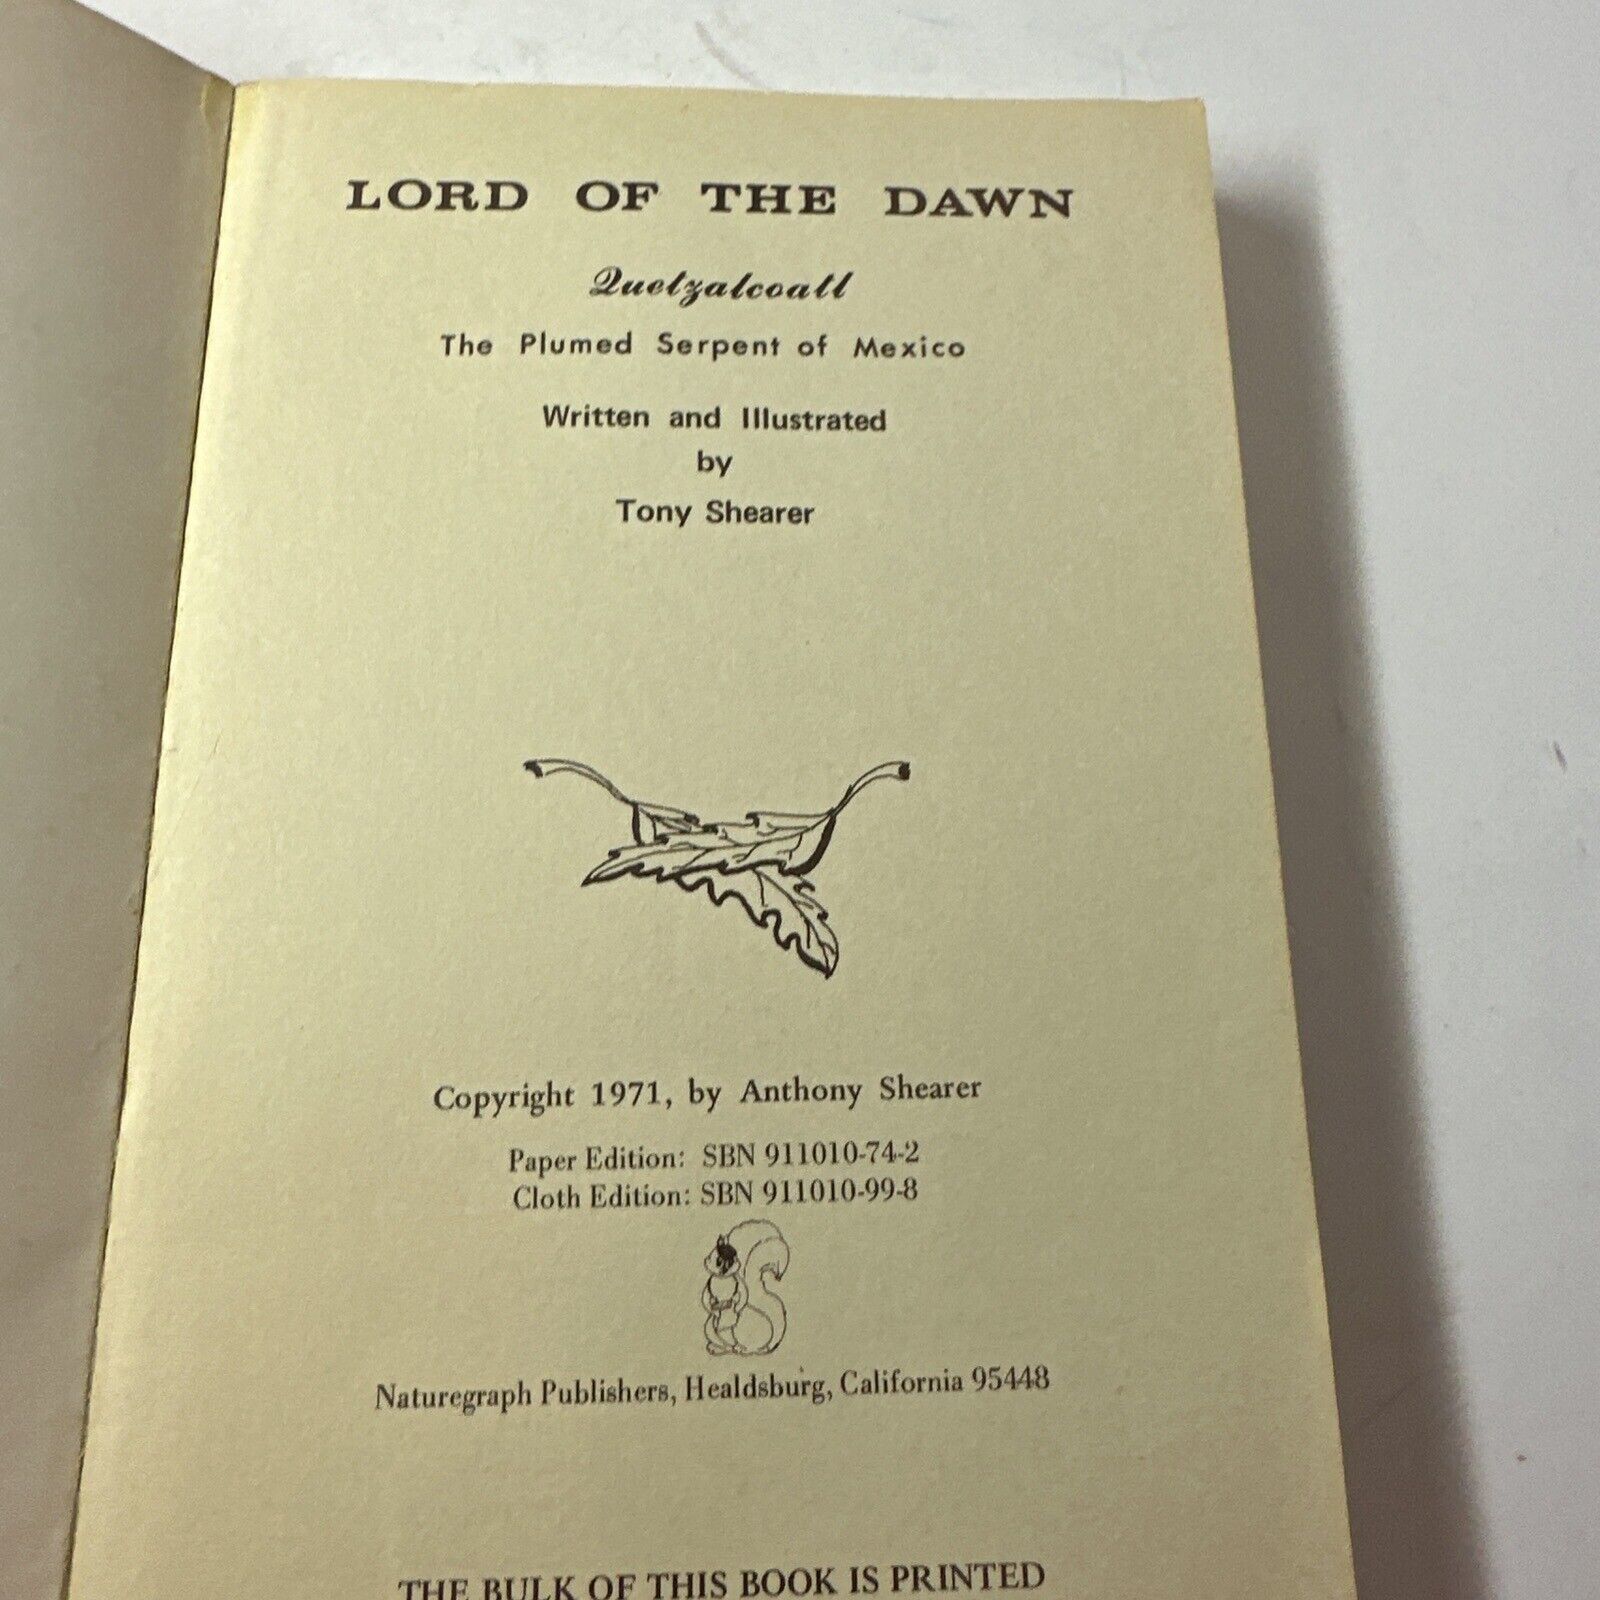 LORD OF THE DAWN
Quetzalcoatl
The Plumed Serpent of Mexico
Written and Illustrated
by
Tony Shearer
Copyright 1971, by Anthony Shearer
Paper Edition: SBN 911010-74-2
Cloth Edition: SBN 911010-99-8
Naturegraph Publishers, Healdsburg, California 95448
THE BULK OF THIS BOOK IS PRINTED